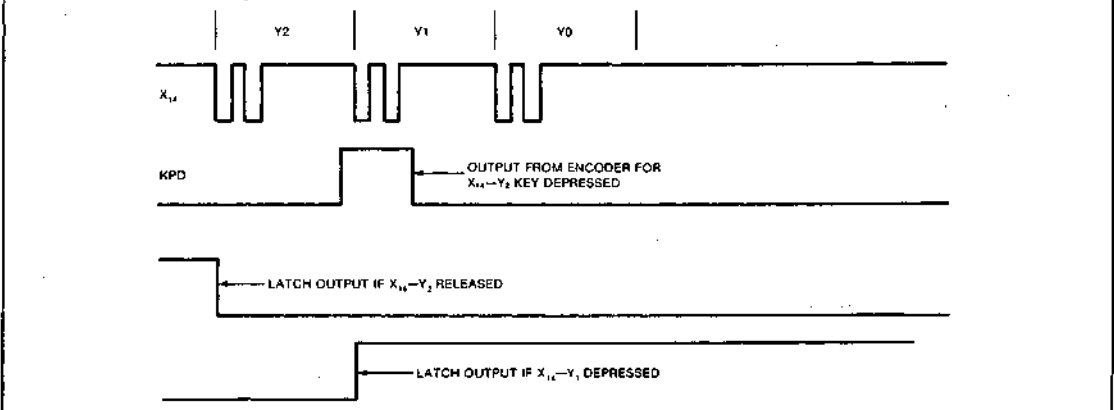 Y2 Y1 Y0
X₁₄
KPD
OUTPUT FROM ENCODER FOR
X₁₄—Y₂ KEY DEPRESSED
LATCH OUTPUT IF X₁₄—Y₂ RELEASED
LATCH OUTPUT IF X₁₄—Y₁ DEPRESSED